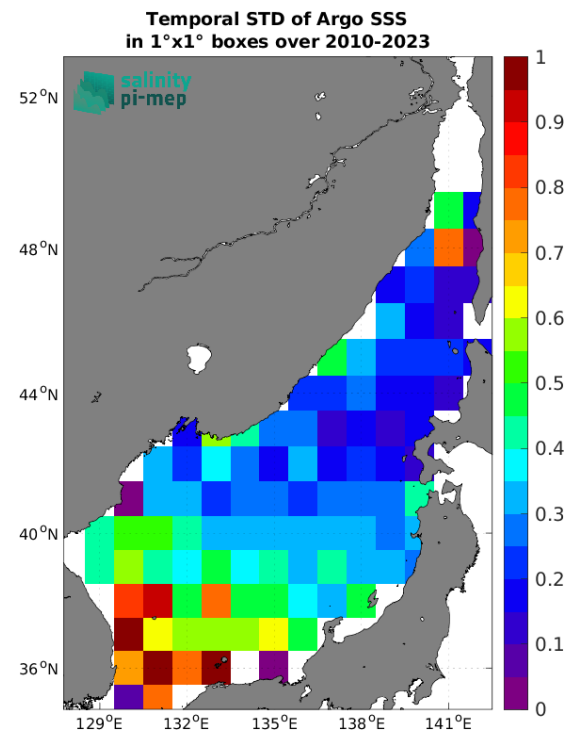 Temporal STD of Argo SSS
in 1°x1° boxes over 2010-2023
salinity
pi-mep
52°N
48°N
44°N
40°N
36°N
129°E
132°E
135°E
138°E
141°E
1
0.9
0.8
0.7
0.6
0.5
0.4
0.3
0.2
0.1
0